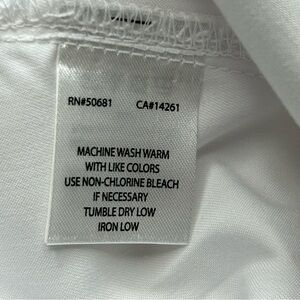 RN#50681 CA#14261
MACHINE WASH WARM
WITH LIKE COLORS
USE NON-CHLORINE BLEACH
IF NECESSARY
TUMBLE DRY LOW
IRON LOW